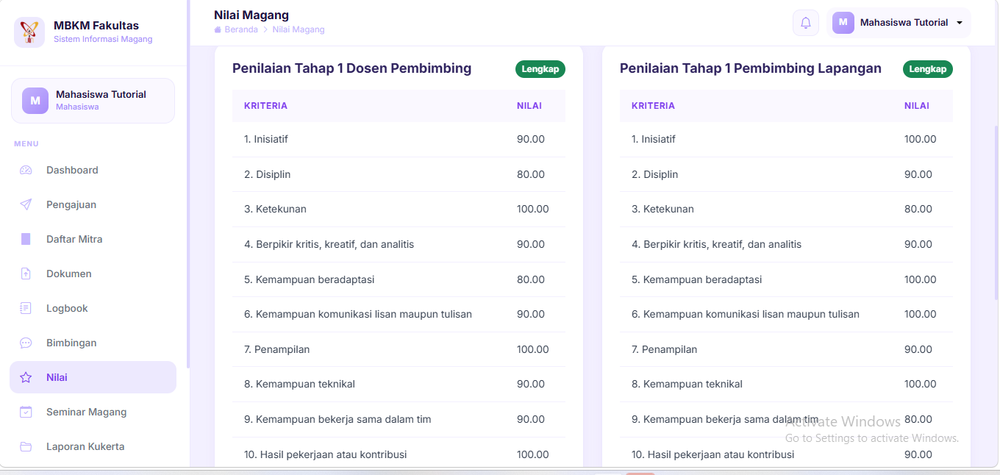 MBKM Fakultas
Sistem Informasi Magang
Mahasiswa Tutorial
Mahasiswa
MENU
Dashboard
Pengajuan
Daftar Mitra
Dokumen
Logbook
Bimbingan
Nilai
Seminar Magang
Laporan Kukerta
Nilai Magang
Beranda > Nilai Magang
M Mahasiswa Tutorial
Penilaian Tahap 1 Dosen Pembimbing Lengkap
KRITERIA NILAI
1. Inisiatif 90.00
2. Disiplin 80.00
3. Ketekunan 100.00
4. Berpikir kritis, kreatif, dan analitis 90.00
5. Kemampuan beradaptasi 80.00
6. Kemampuan komunikasi lisan maupun tulisan 90.00
7. Penampilan 100.00
8. Kemampuan teknikal 90.00
9. Kemampuan bekerja sama dalam tim 90.00
10. Hasil pekerjaan atau kontribusi 100.00
Penilaian Tahap 1 Pembimbing Lapangan Lengkap
KRITERIA NILAI
1. Inisiatif 100.00
2. Disiplin 90.00
3. Ketekunan 80.00
4. Berpikir kritis, kreatif, dan analitis 90.00
5. Kemampuan beradaptasi 100.00
6. Kemampuan komunikasi lisan maupun tulisan 100.00
7. Penampilan 90.00
8. Kemampuan teknikal 100.00
9. Kemampuan bekerja sama dalam tim 80.00
10. Hasil pekerjaan atau kontribusi 90.00
Activate Windows
Go to Settings to activate Windows.